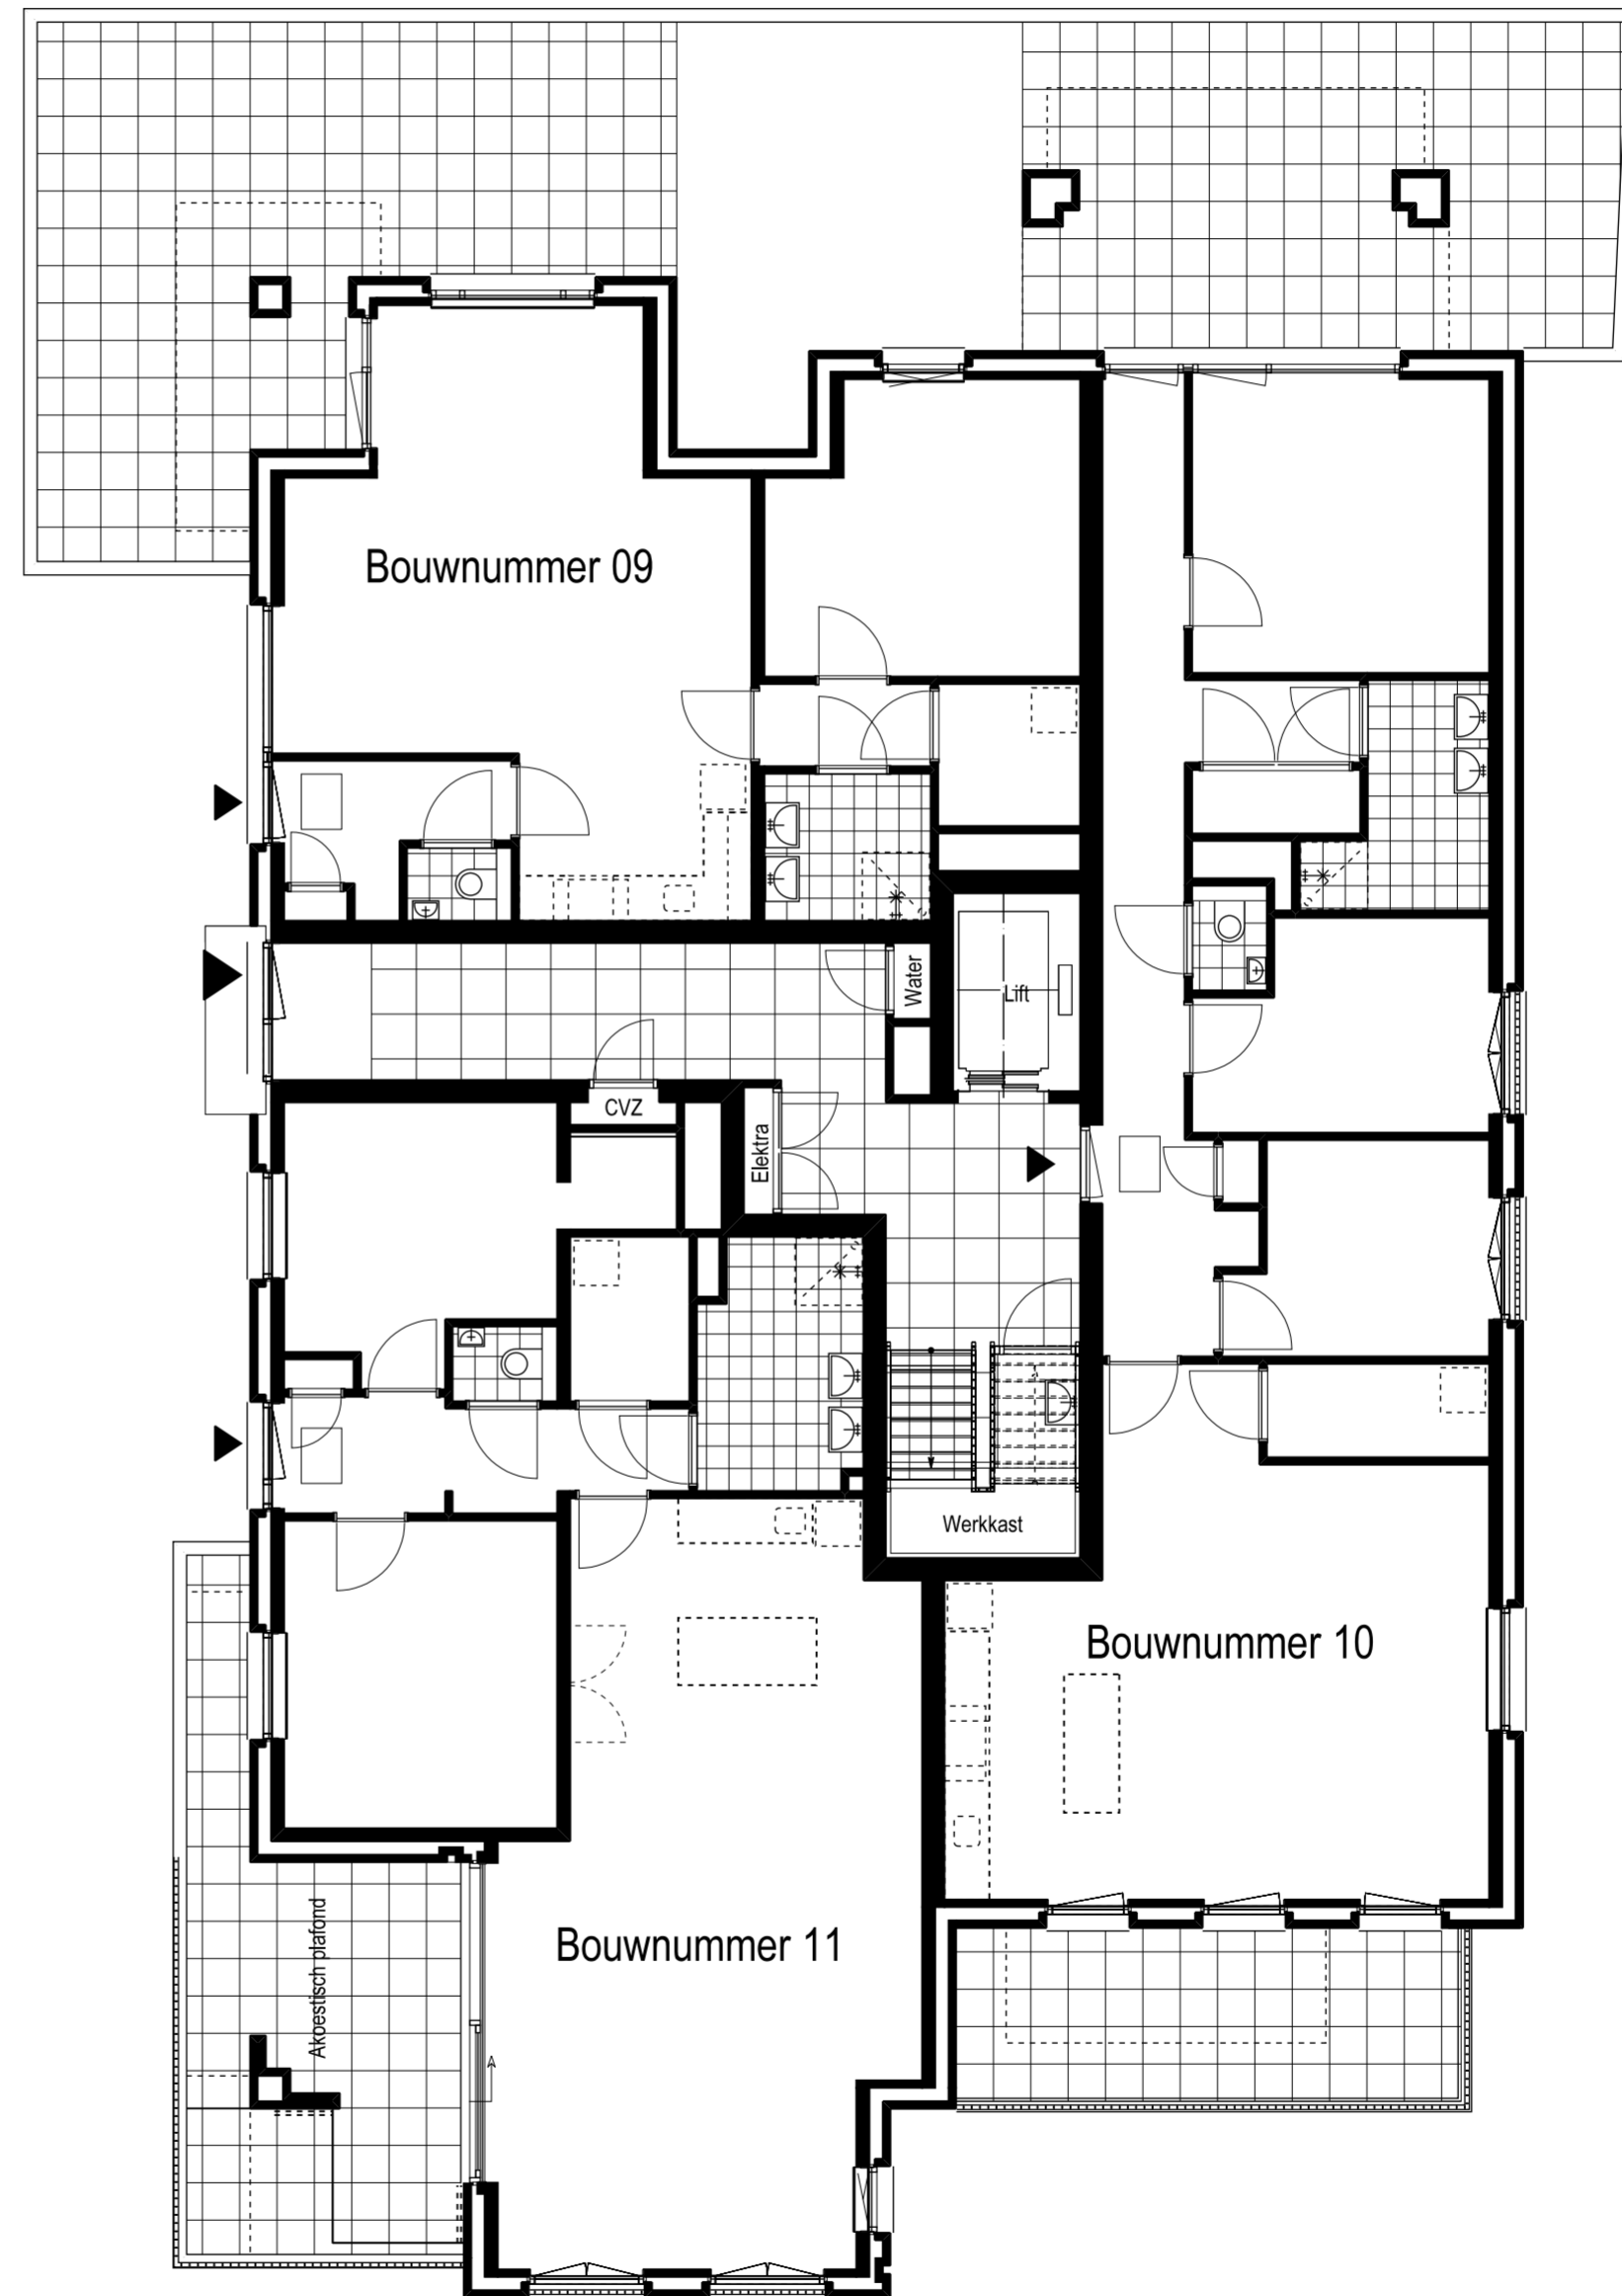 Bouwnummer 09
Water
Lift
CVZ
Elektra
Werkkast
Bouwnummer 10
Akoestisch plafond
Bouwnummer 11